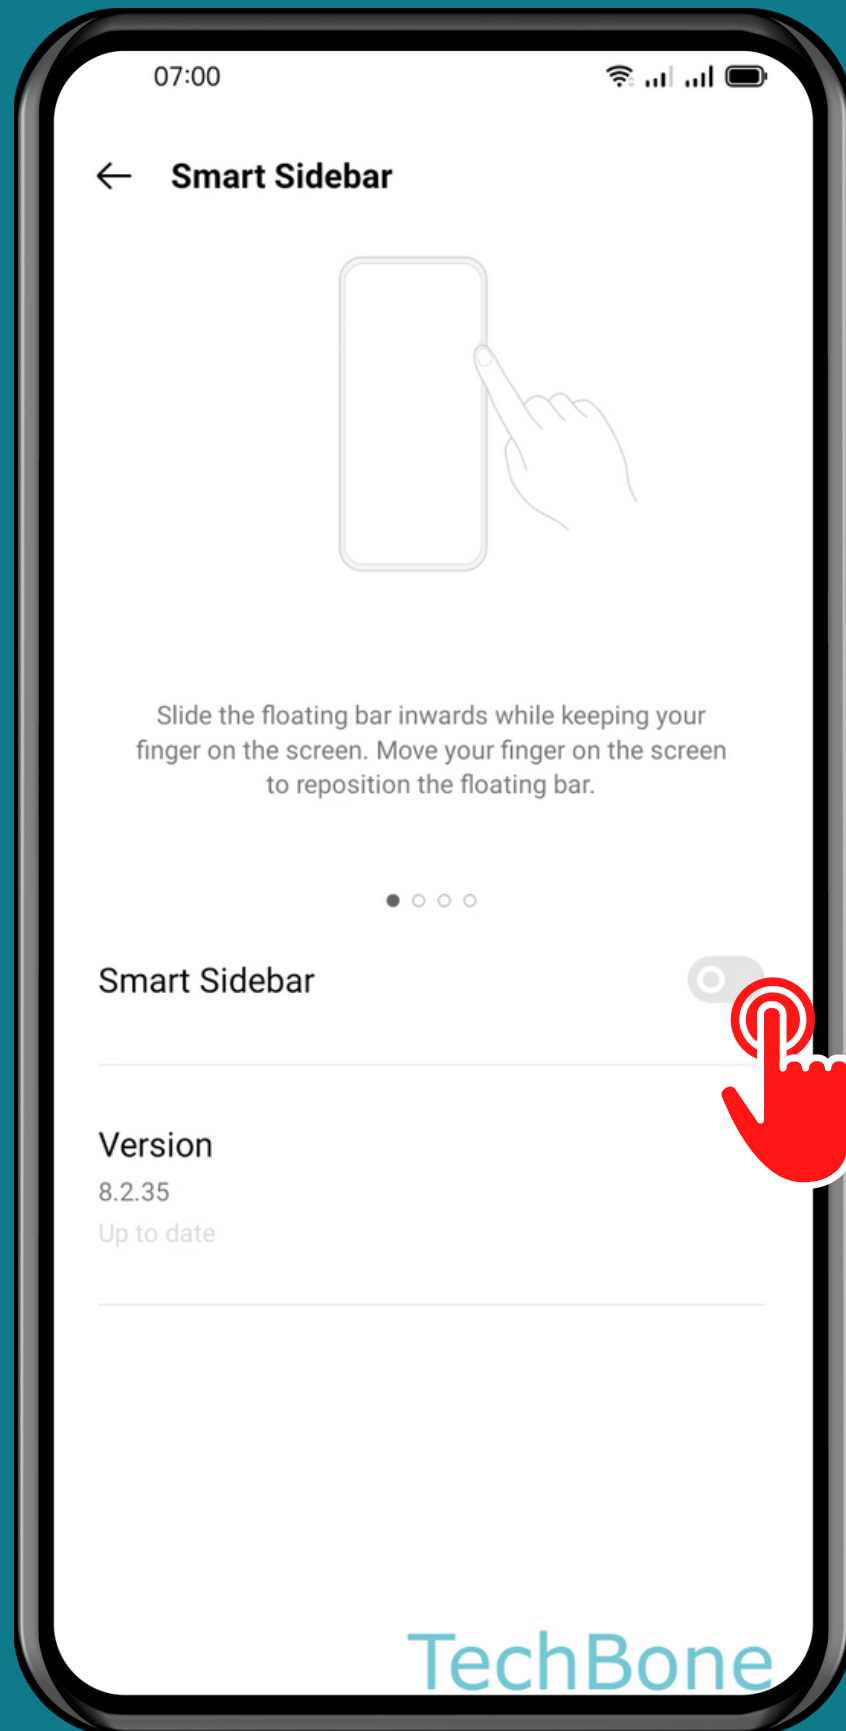 07:00
Smart Sidebar
Slide the floating bar inwards while keeping your
finger on the screen. Move your finger on the screen
to reposition the floating bar.
Smart Sidebar
Version
8.2.35
Up to date
TechBone